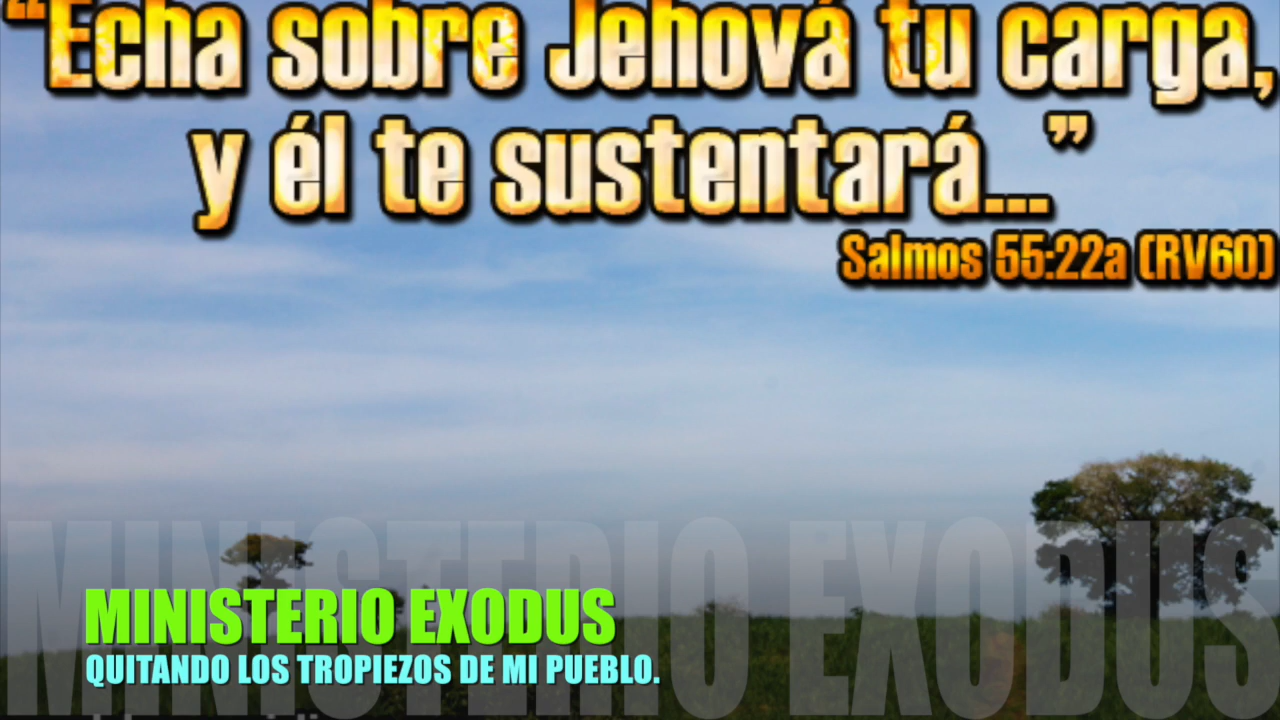 “Echa sobre Jehová tu carga,
y él te sustentará...”
Salmos 55:22a (RV60)
MINISTERIO EXODUS
MINISTERIO EXODUS
QUITANDO LOS TROPIEZOS DE MI PUEBLO.